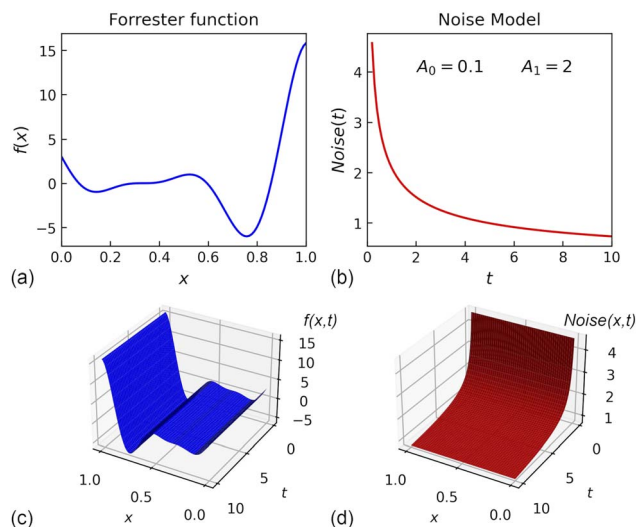 Forrester function
f(x)
15
10
5
0
−5
0.0 0.2 0.4 0.6 0.8 1.0
x
(a)
Noise Model
A0 = 0.1 A1 = 2
Noise(t)
4
3
2
1
0 2 4 6 8 10
t
(b)
f(x,t)
15
10
5
0
−5
0
5
10
t
1.0
0.5
0.0
x
(c)
Noise(x,t)
4
3
2
1
0
5
10
t
1.0
0.5
0.0
x
(d)